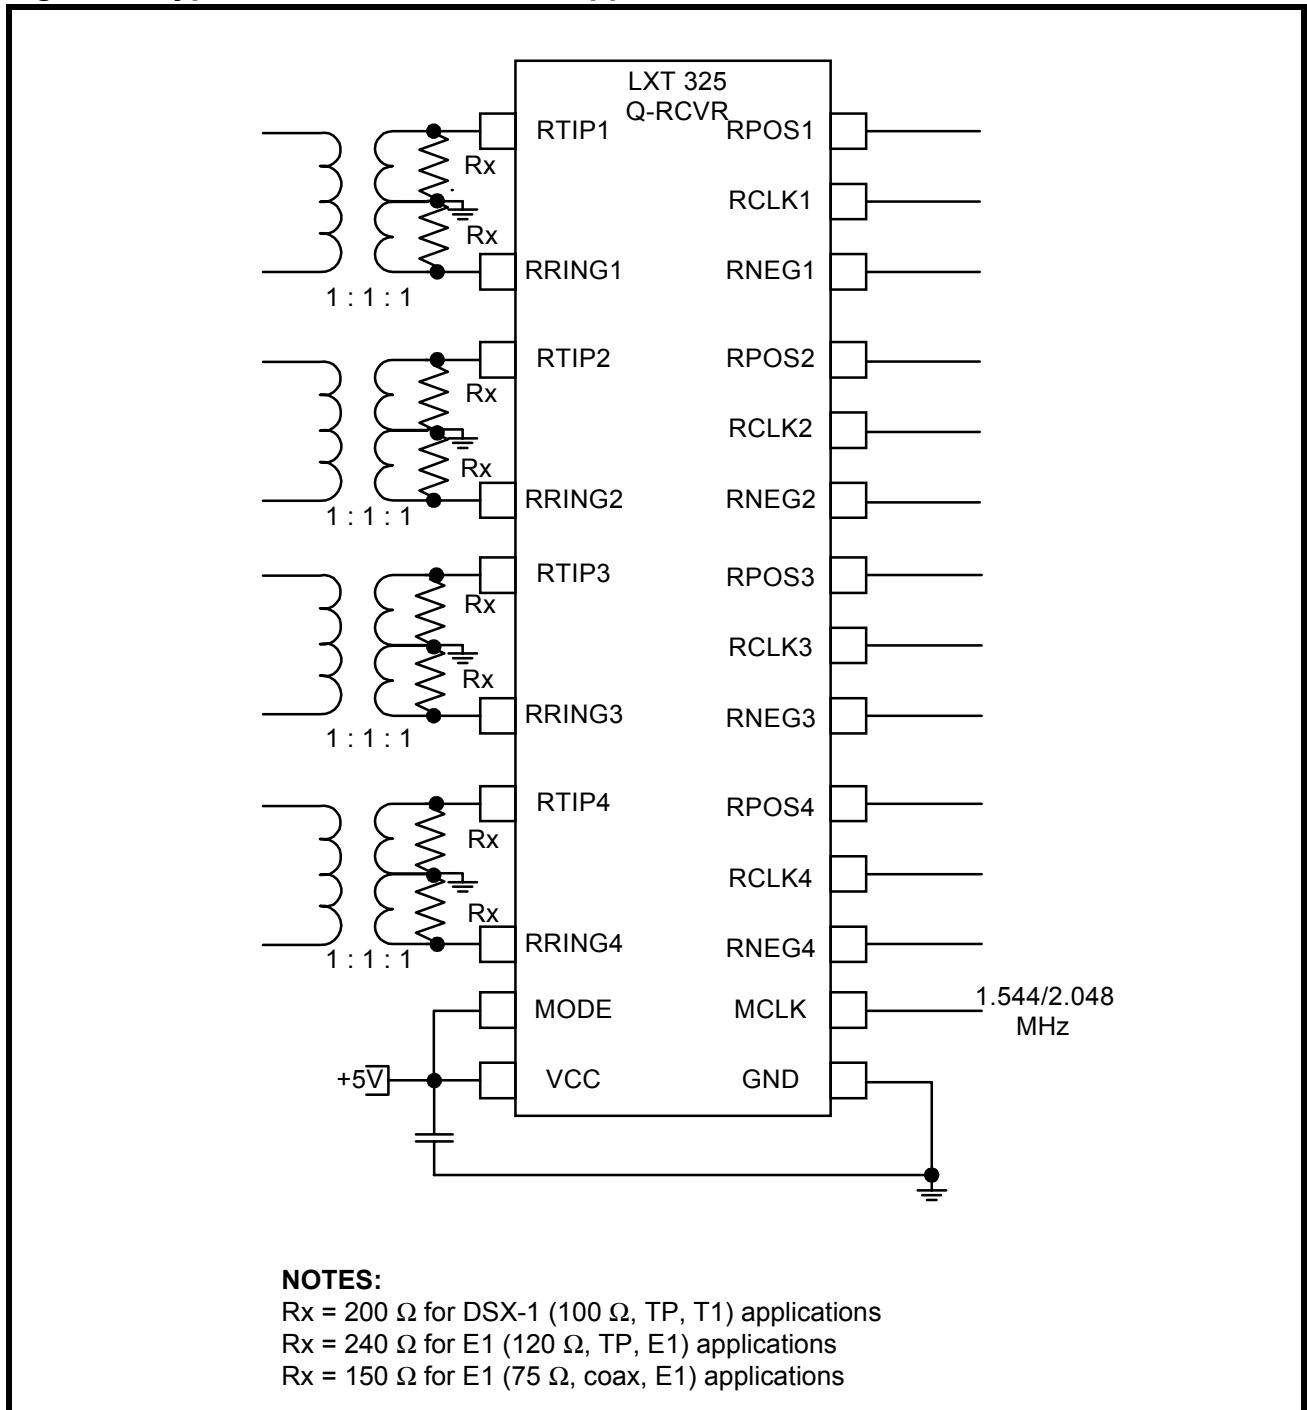 LXT 325
Q-RCVR
RTIP1
RPOS1
Rx
RCLK1
Rx
RRING1
RNEG1
1 : 1 : 1
RTIP2
RPOS2
Rx
RCLK2
Rx
RRING2
RNEG2
1 : 1 : 1
RTIP3
RPOS3
Rx
RCLK3
Rx
RRING3
RNEG3
1 : 1 : 1
RTIP4
RPOS4
Rx
RCLK4
Rx
RRING4
RNEG4
1 : 1 : 1
MODE
MCLK
1.544/2.048
MHz
+5V
VCC
GND
NOTES:
Rx = 200 Ω for DSX-1 (100 Ω, TP, T1) applications
Rx = 240 Ω for E1 (120 Ω, TP, E1) applications
Rx = 150 Ω for E1 (75 Ω, coax, E1) applications